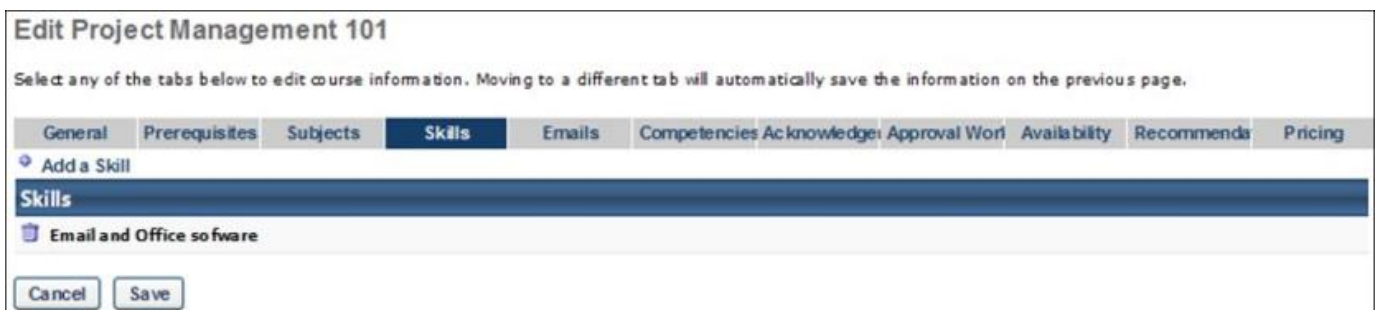 Edit Project Management 101
Select any of the tabs below to edit course information. Moving to a different tab will automatically save the information on the previous page.
General Prerequisites Subjects Skills Emails Competencies Acknowledge Approval Wor Availability Recommenda Pricing
Add a Skill
Skills
Email and Office sofware
Cancel Save